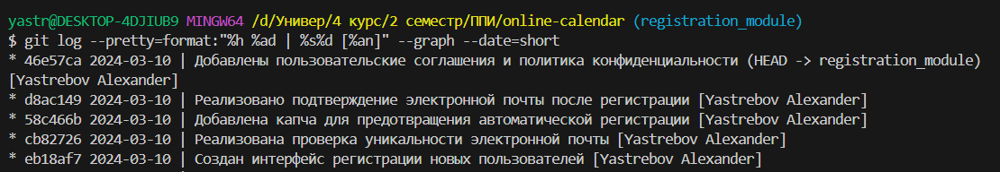 yastr@DESKTOP-4DJIUB9 MINGW64 /d/Универ/4 курс/2 семестр/ППИ/online-calendar (registration_module)
$ git log --pretty=format:"%h %ad | %s%d [%an]" --graph --date=short
* 46e57ca 2024-03-10 | Добавлены пользовательские соглашения и политика конфиденциальности (HEAD -> registration_module)
[Yastrebov Alexander]
* d8ac149 2024-03-10 | Реализовано подтверждение электронной почты после регистрации [Yastrebov Alexander]
* 58c466b 2024-03-10 | Добавлена капча для предотвращения автоматической регистрации [Yastrebov Alexander]
* cb82726 2024-03-10 | Реализована проверка уникальности электронной почты [Yastrebov Alexander]
* eb18af7 2024-03-10 | Создан интерфейс регистрации новых пользователей [Yastrebov Alexander]